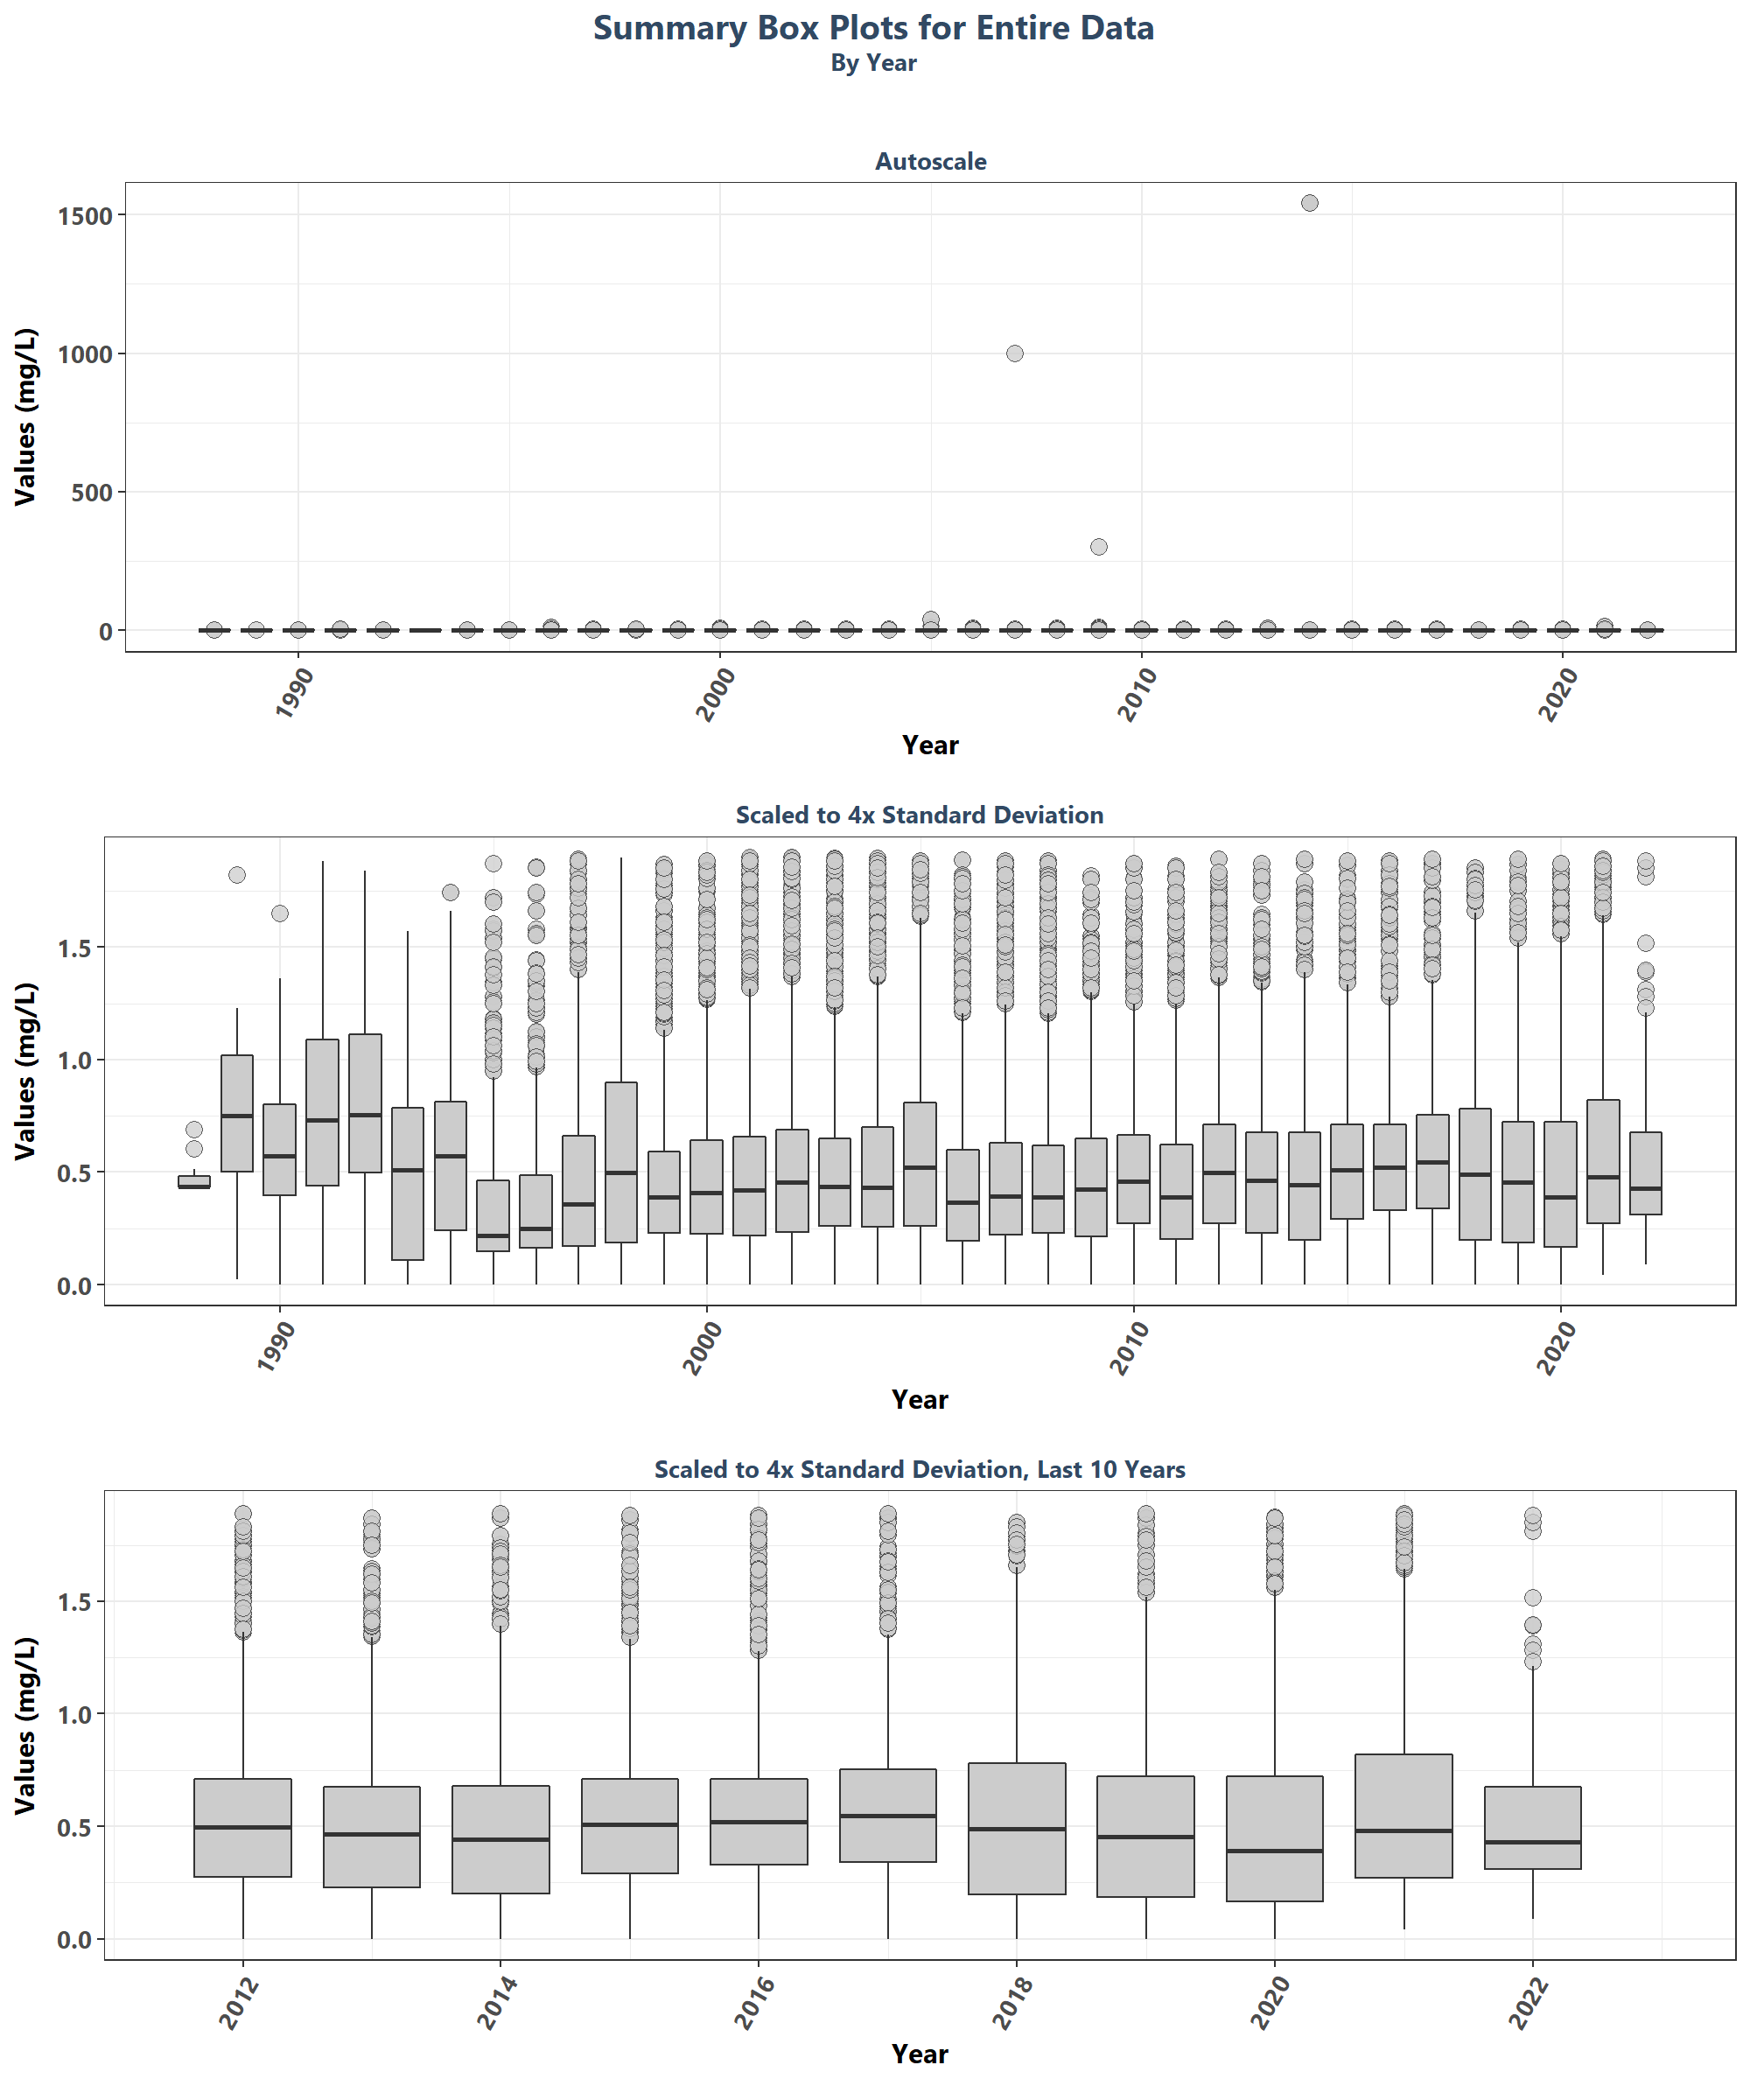 Summary Box Plots for Entire Data
By Year
Autoscale
Values (mg/L)
1500
1000
500
0
1990
2000
2010
2020
Year
Scaled to 4x Standard Deviation
Values (mg/L)
1.5
1.0
0.5
0.0
1990
2000
2010
2020
Year
Scaled to 4x Standard Deviation, Last 10 Years
Values (mg/L)
1.5
1.0
0.5
0.0
2012
2014
2016
2018
2020
2022
Year